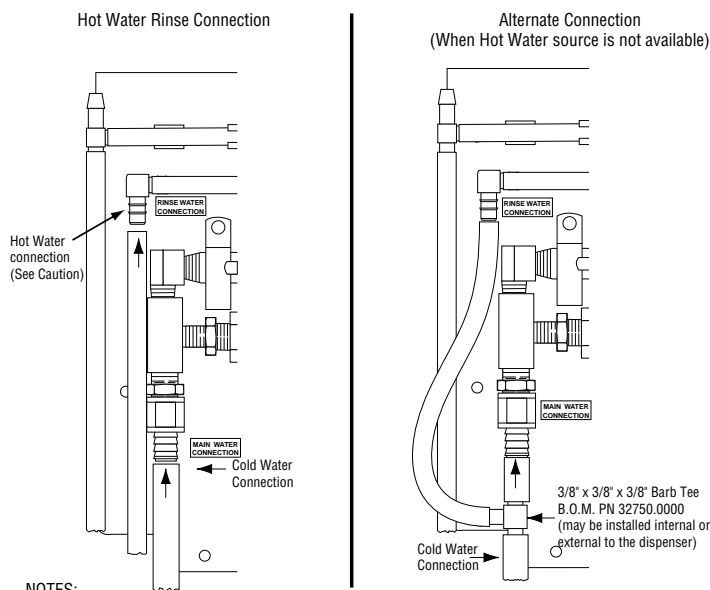 Hot Water Rinse Connection
RINSE WATER
CONNECTION
Hot Water
connection
(See Caution)
MAIN WATER
CONNECTION
Cold Water
Connection
NOTES:
Alternate Connection
(When Hot Water source is not available)
RINSE WATER
CONNECTION
MAIN WATER
CONNECTION
3/8" x 3/8" x 3/8" Barb Tee
B.O.M. PN 32750.0000
(may be installed internal or
external to the dispenser)
Cold Water
Connection